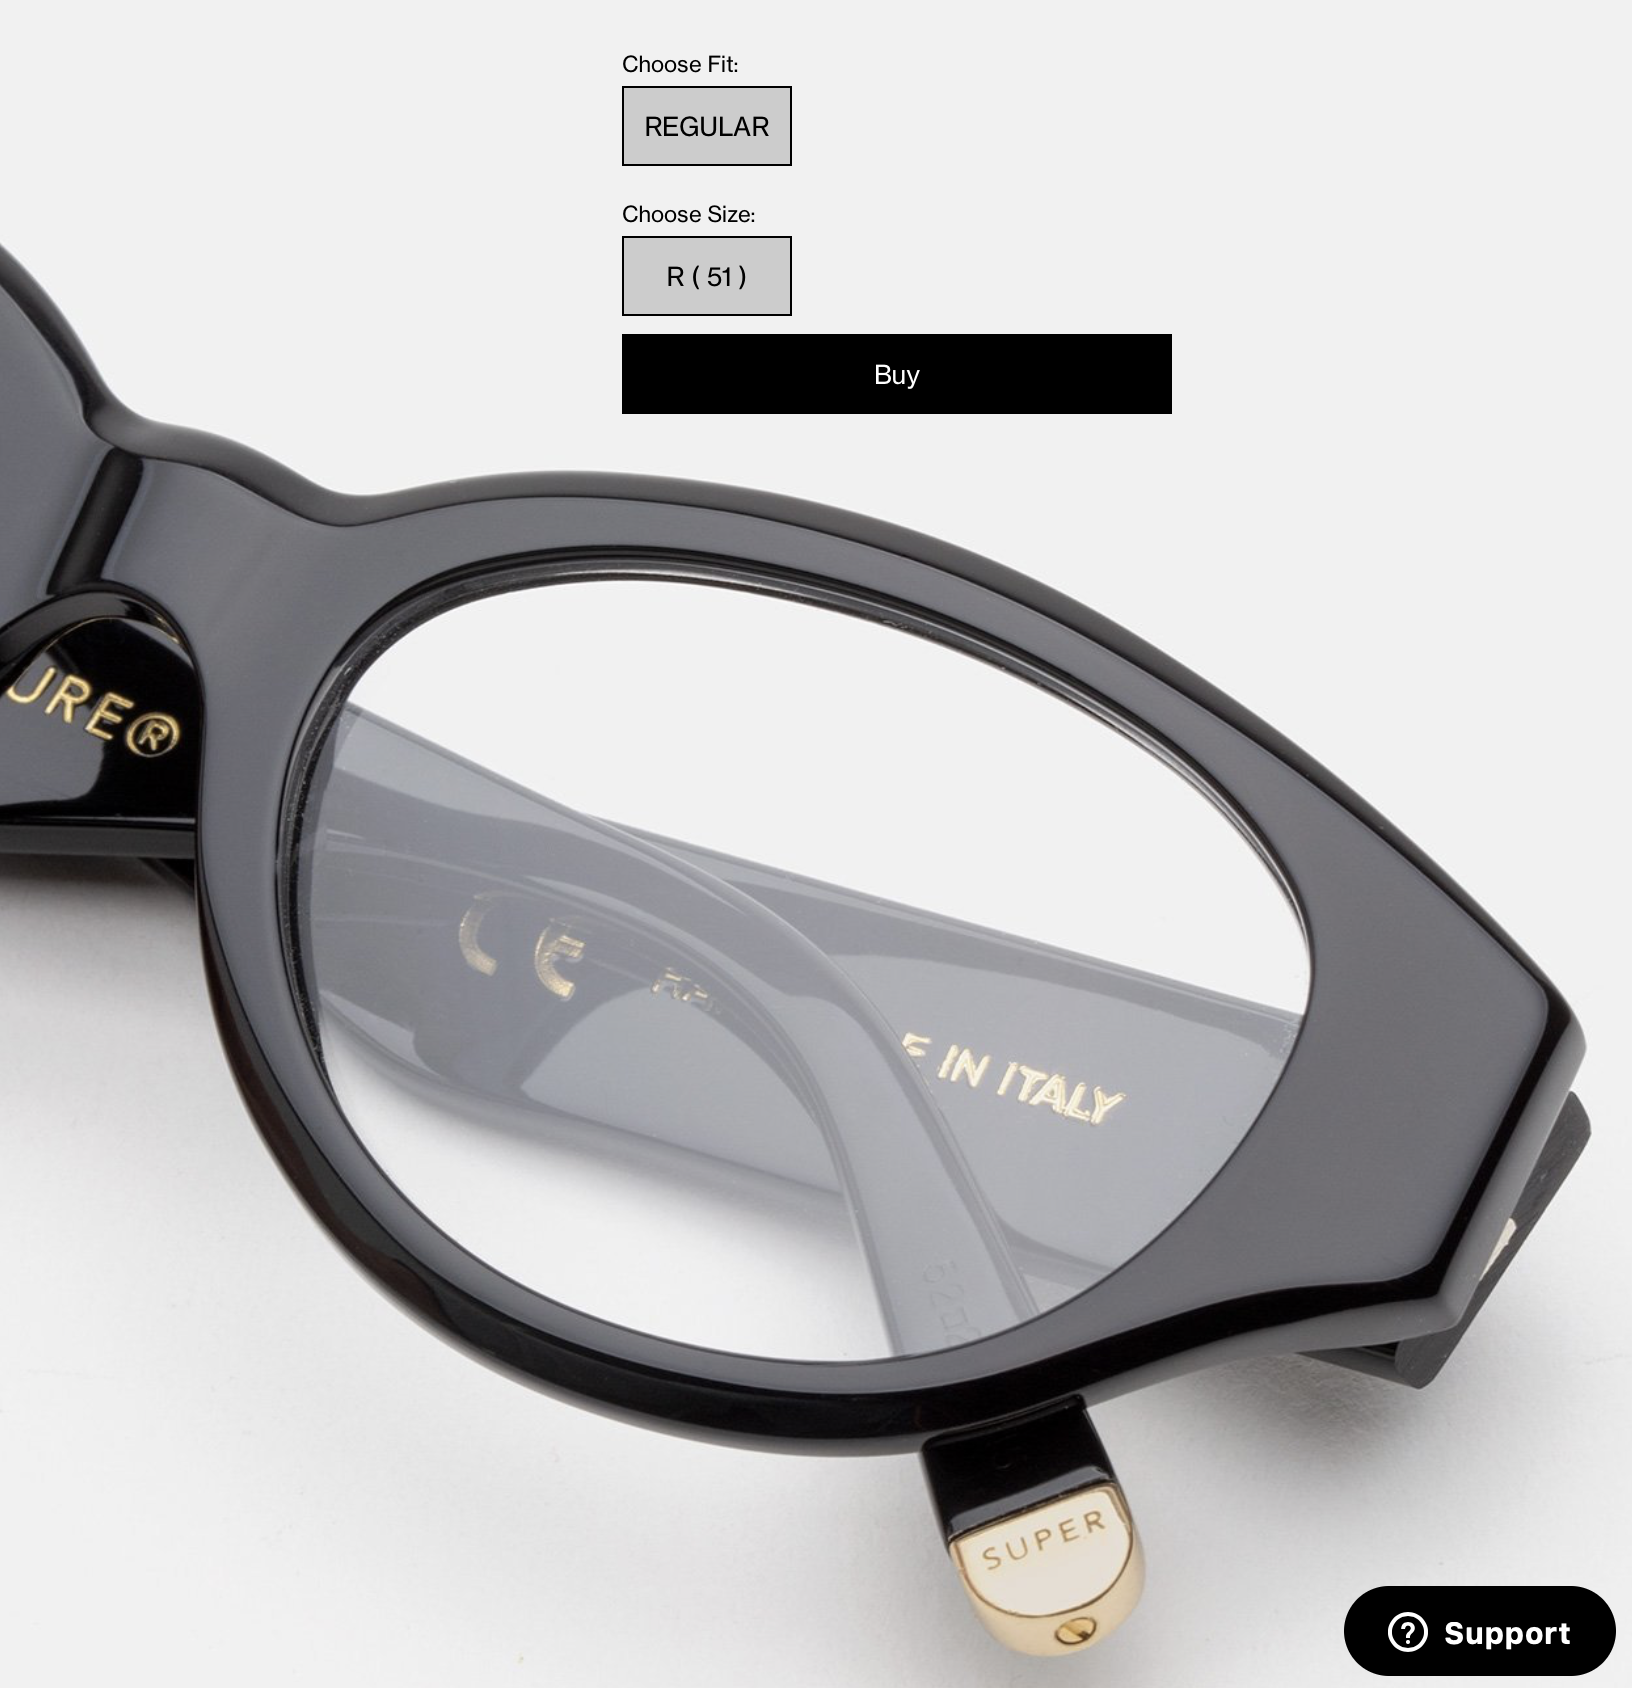 Choose Fit:
REGULAR
Choose Size:
R ( 51 )
Buy
URE®
CE
IN ITALY
SUPER
Support